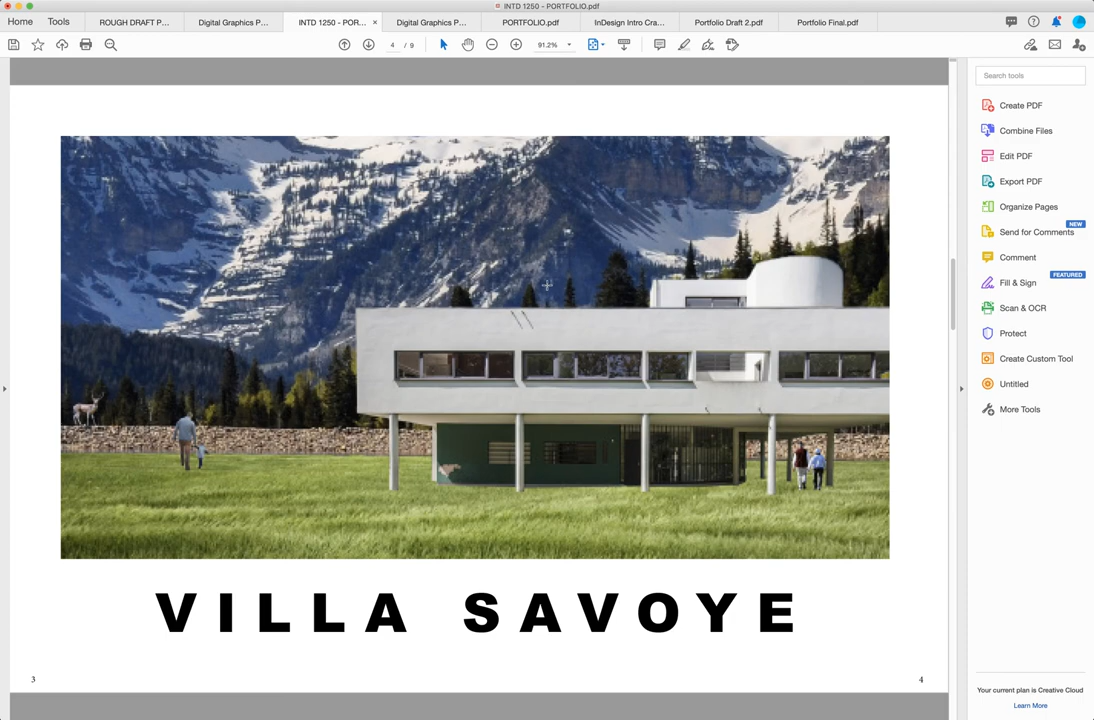 INTD 1250 - PORTFOLIO.pdf
Home Tools ROUGH DRAFT P... Digital Graphics P... INTD 1250 - POR... × Digital Graphics P... PORTFOLIO.pdf InDesign Intro Cra... Portfolio Draft 2.pdf Portfolio Final.pdf
4 / 9 91.2%
Search tools
Create PDF
Combine Files
Edit PDF
Export PDF
Organize Pages
NEW
Send for Comments
Comment
FEATURED
Fill & Sign
Scan & OCR
Protect
Create Custom Tool
Untitled
More Tools
VILLA SAVOYE
3 4
Your current plan is Creative Cloud
Learn More